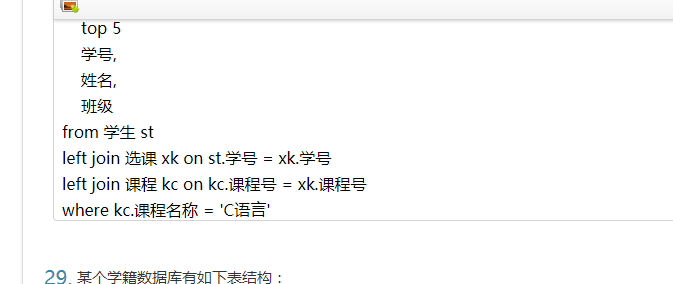 top 5
学号,
姓名,
班级
from 学生 st
left join 选课 xk on st.学号 = xk.学号
left join 课程 kc on kc.课程号 = xk.课程号
where kc.课程名称 = 'C语言'
29. 某个学籍数据库有如下表结构：